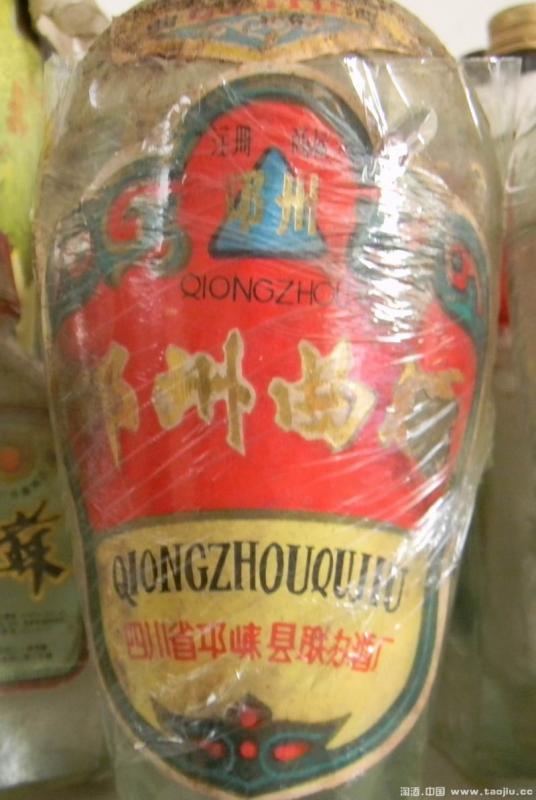 注册 商标
邛州
QIONGZHOU
邛州曲酒
QIONGZHOUQUJIU
四川省邛崃县联办酒厂
蘇
淘酒.中国 www.taojiu.cc